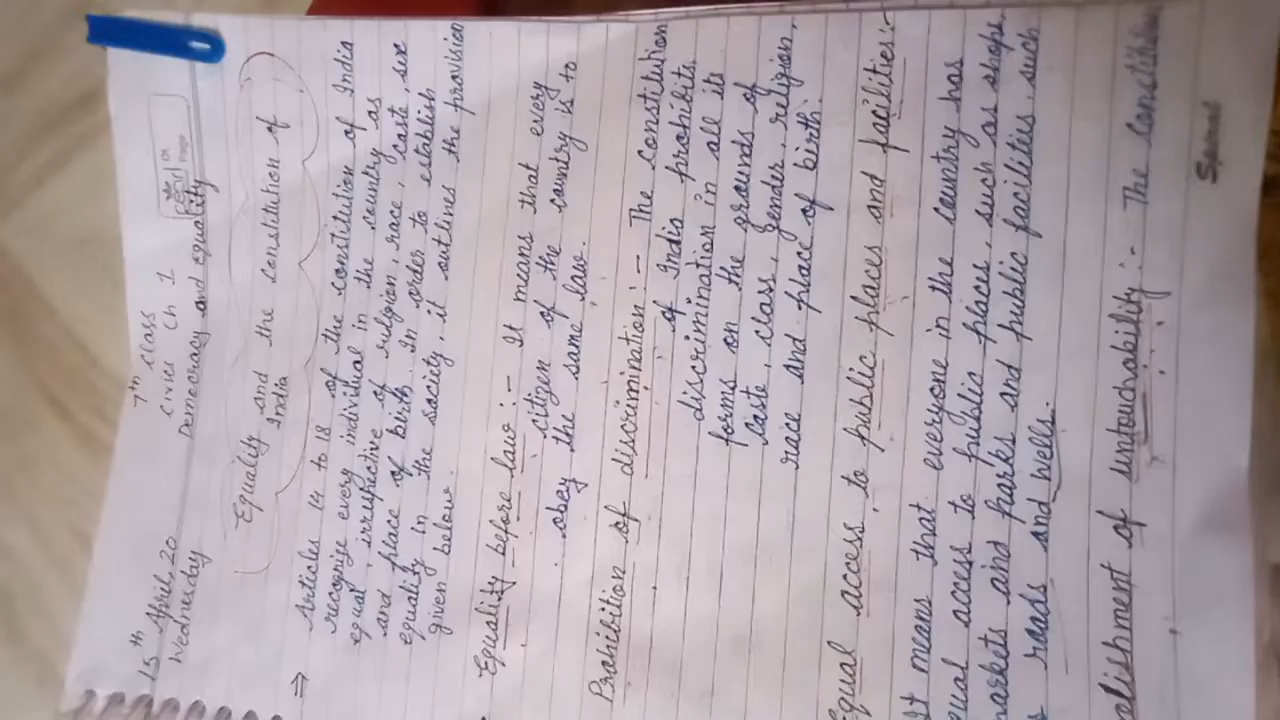 15th April, 20
Wednesday
7th Class
Civics Ch 1
Democracy and equality
Page
Equality and the constitution of
India
⇒ Articles 14 to 18 of the constitution of India
recognise every individual in the country as
equal, irrespective of religion, race, caste, sex
and place of birth. In order to establish
equality in the society, it outlines the provision
given below.
Equality before law :- It means that every
citizen of the country is to
obey the same law.
Prohibition of discrimination :- The constitution
of India prohibits
discrimination in all its
forms on the grounds of
caste, class, gender, religion,
race and place of birth.
Equal access to public places and facilities:-
It means that everyone in the country has
equal access to public places, such as shops,
markets and parks and public facilities, such
s roads and wells.
olishment of untouchability :- The Constitution